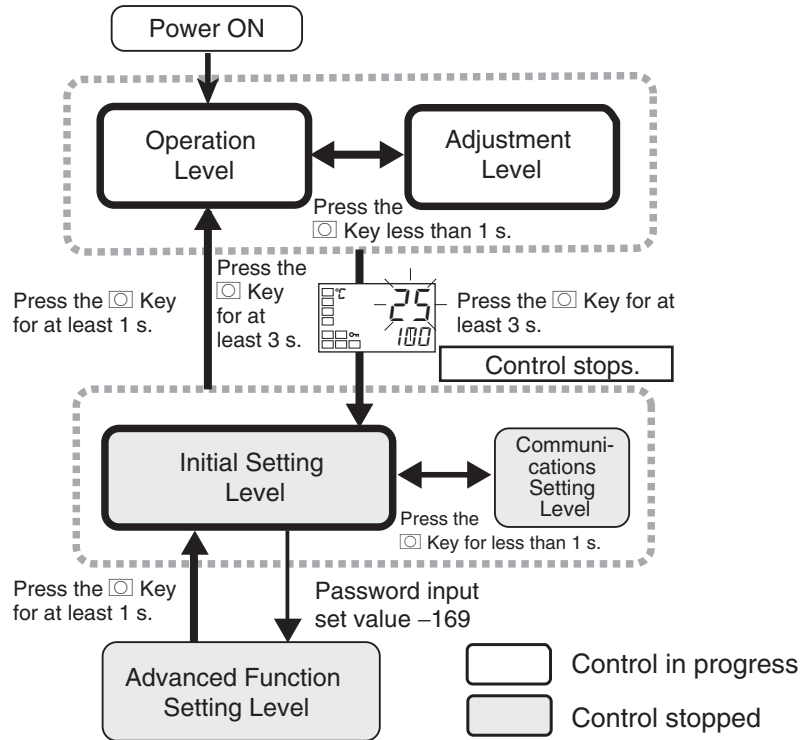 Power ON
Operation
Level
Adjustment
Level
Press the
Key less than 1 s.
Press the Key
for at least 1 s.
Press the
Key
for at
least 3 s.
°C
25
100
Press the Key for at
least 3 s.
Control stops.
Initial Setting
Level
Communi-
cations
Setting
Level
Press the
Key for less than 1 s.
Press the Key
for at least 1 s.
Password input
set value –169
Advanced Function
Setting Level
Control in progress
Control stopped